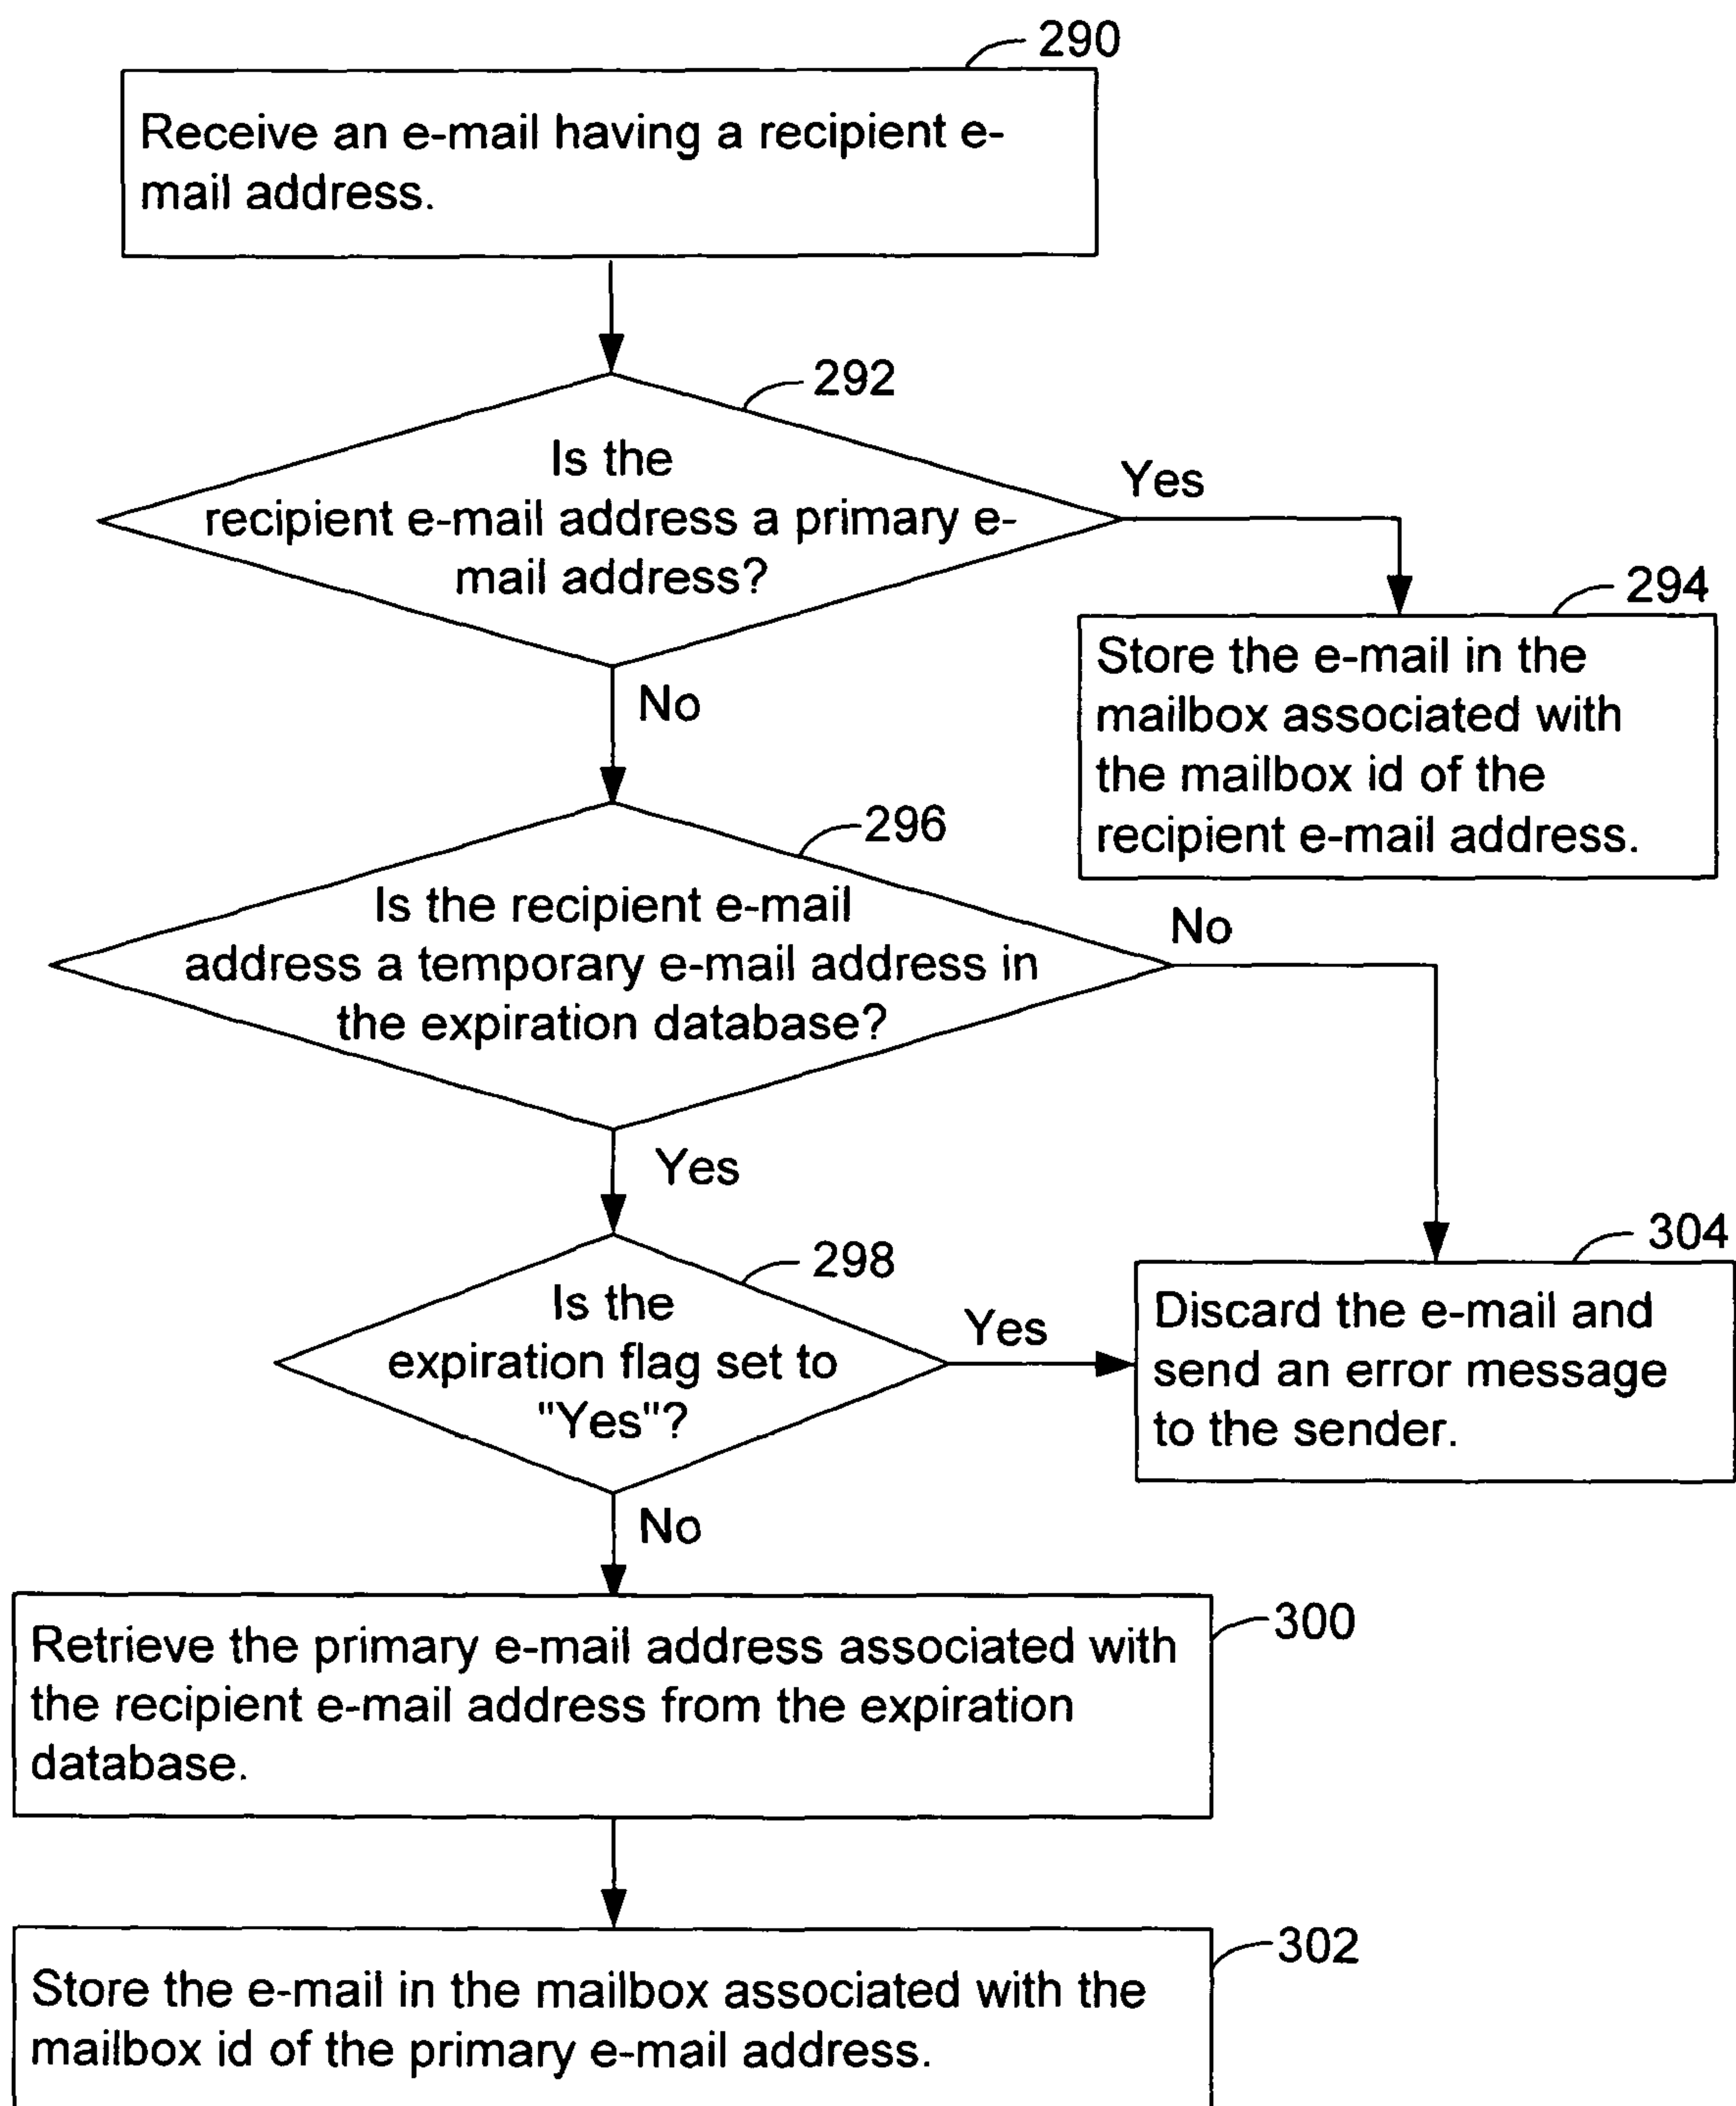 290
Receive an e-mail having a recipient e-
mail address.
292
Is the
recipient e-mail address a primary e-
mail address?
Yes
No
294
Store the e-mail in the
mailbox associated with
the mailbox id of the
recipient e-mail address.
296
Is the recipient e-mail
address a temporary e-mail address in
the expiration database?
No
Yes
298
Is the
expiration flag set to
"Yes"?
Yes
No
304
Discard the e-mail and
send an error message
to the sender.
300
Retrieve the primary e-mail address associated with
the recipient e-mail address from the expiration
database.
302
Store the e-mail in the mailbox associated with the
mailbox id of the primary e-mail address.